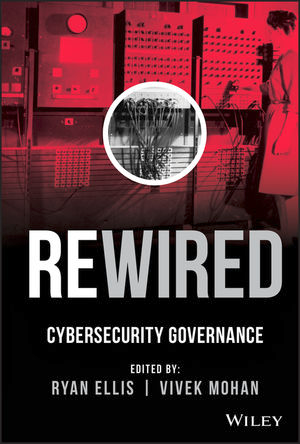 REWIRED
CYBERSECURITY GOVERNANCE
EDITED BY:
RYAN ELLIS | VIVEK MOHAN
WILEY